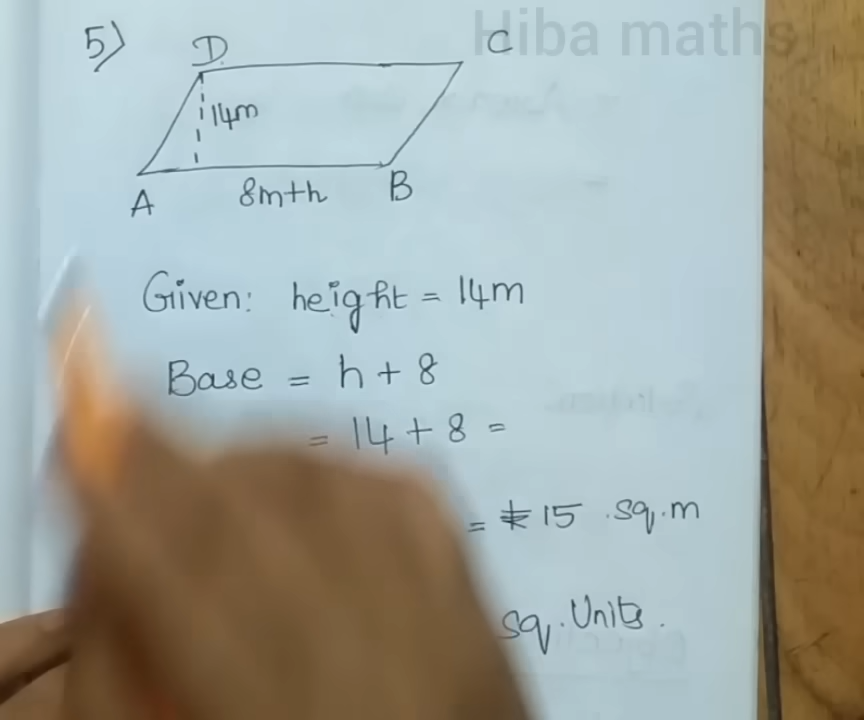 Hiba maths
5)
D
C
14m
A
8m+h
B
Given: height = 14m
Base = h + 8
= 14 + 8 =
= ₹ 15 sq.m
sq. Units.